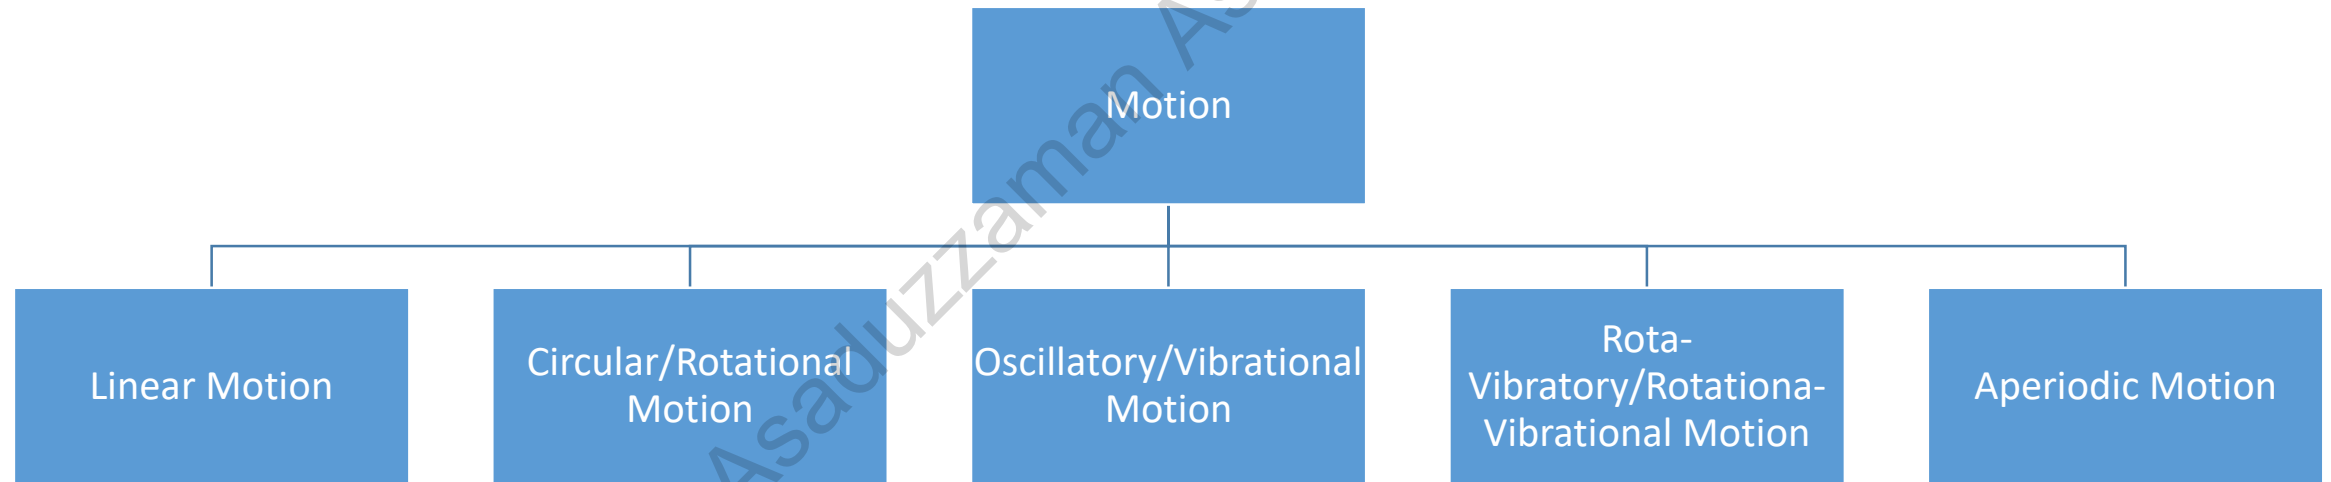 Motion
Linear Motion
Circular/Rotational
Motion
Oscillatory/Vibrational
Motion
Rota-
Vibratory/Rotationa-
Vibrational Motion
Aperiodic Motion
Asaduzzaman